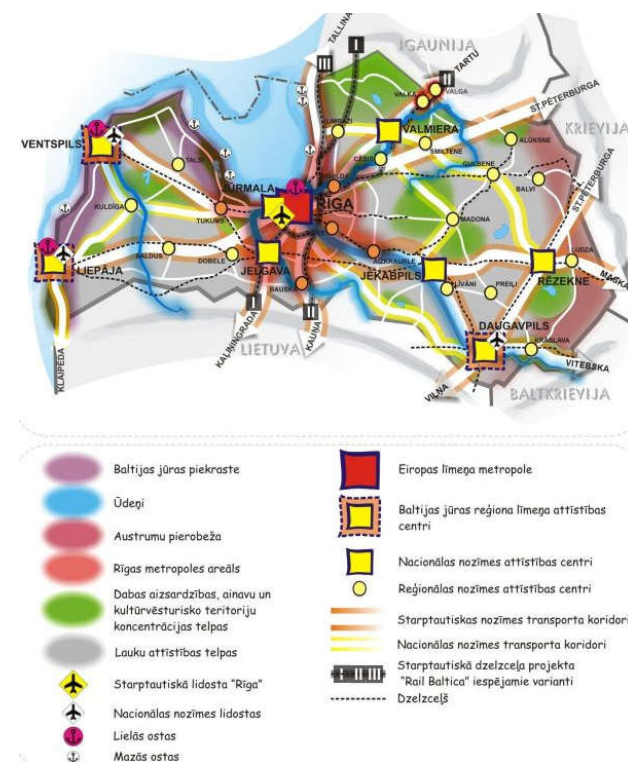 TALLINA
IGAUNIJA
TARTU
VALKA
VALGA
ST.PĒTERBURGA
KRIEVIJA
VENTSPILS
LIMBAŽI
VALMIERA
ALŪKSNE
TALSI
CĒSIS
SMILTENE
GULBENE
BALVI
ST.PĒTERBURGA
JŪRMALA
RĪGA
KULDĪGA
TUKUMS
MADONA
LIEPĀJA
SALDUS
DOBELE
JELGAVA
AIZKRAUKLE
JĒKABPILS
LĪVĀNI
PREIĻI
RĒZEKNE
LUDZA
MASKAVA
BAUSKA
DAUGAVPILS
KRĀSLAVA
KLAIPĒDA
KAĻIŅINGRADA
LIETUVA
KAUŅA
VIĻŅA
VITEBSKA
BALTKRIEVIJA
Baltijas jūras piekraste
Ūdeņi
Austrumu pierobeža
Rīgas metropoles areāls
Dabas aizsardzības, ainavu un
kultūrvēsturisko teritoriju
koncentrācijas telpas
Lauku attīstības telpas
Starptautiskā lidosta "Rīga"
Nacionālas nozīmes lidostas
Lielās ostas
Mazās ostas
Eiropas līmeņa metropole
Baltijas jūras reģiona līmeņa attīstības
centri
Nacionālas nozīmes attīstības centri
Reģionālas nozīmes attīstības centri
Starptautiskas nozīmes transporta koridori
Nacionālas nozīmes transporta koridori
Starptautiskā dzelzceļa projekta
"Rail Baltica" iespējamie varianti
Dzelzceļš